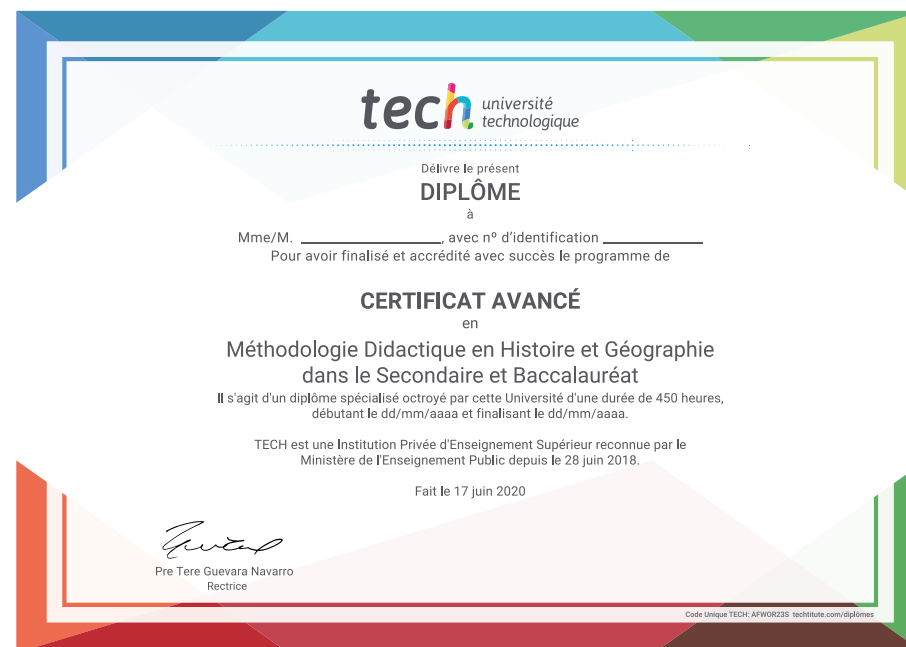 tech université
technologique
Délivre le présent
DIPLÔME
à
Mme/M. ____________________, avec nº d'identification ______________
Pour avoir finalisé et accrédité avec succès le programme de
CERTIFICAT AVANCÉ
en
Méthodologie Didactique en Histoire et Géographie
dans le Secondaire et Baccalauréat
Il s'agit d'un diplôme spécialisé octroyé par cette Université d'une durée de 450 heures,
débutant le dd/mm/aaaa et finalisant le dd/mm/aaaa.
TECH est une Institution Privée d'Enseignement Supérieur reconnue par le
Ministère de l'Enseignement Public depuis le 28 juin 2018.
Fait le 17 juin 2020
Pre Tere Guevara Navarro
Rectrice
Code Unique TECH: AFWOR23S techtitute.com/diplômes